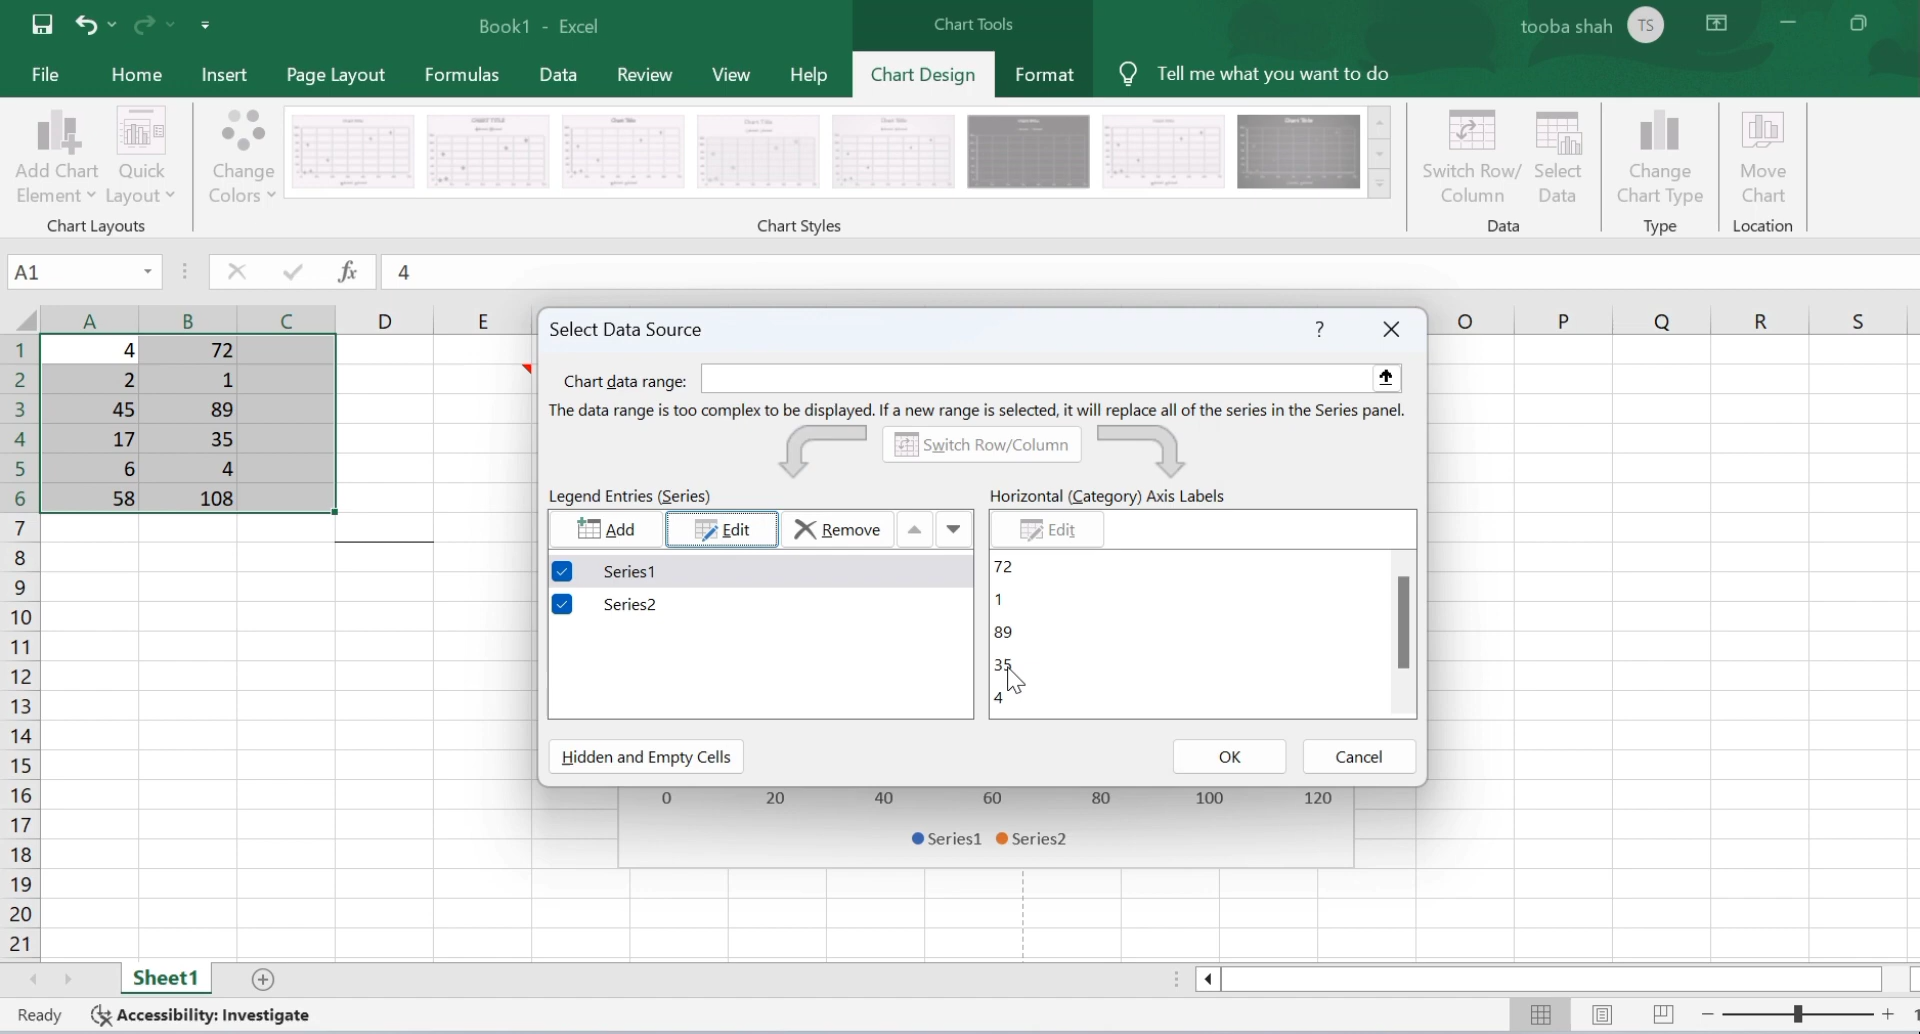 Book1 - Excel
Chart Tools
tooba shah TS
File Home Insert Page Layout Formulas Data Review View Help Chart Design Format Tell me what you want to do
Add Chart Element
Quick Layout
Chart Layouts
Change Colors
Chart Styles
Switch Row/ Column
Select Data
Data
Change Chart Type
Type
Move Chart
Location
A1 fx 4
A B C D E O P Q R S
1 4 72
2 2 1
3 45 89
4 17 35
5 6 4
6 58 108
7
8
9
10
11
12
13
14
15
16
17
18
19
20
21
Select Data Source ?
Chart data range:
The data range is too complex to be displayed. If a new range is selected, it will replace all of the series in the Series panel.
Switch Row/Column
Legend Entries (Series)
Add Edit Remove
Series1
Series2
Horizontal (Category) Axis Labels
Edit
72
1
89
35
4
Hidden and Empty Cells OK Cancel
0 20 40 60 80 100 120
Series1 Series2
Sheet1
Ready Accessibility: Investigate